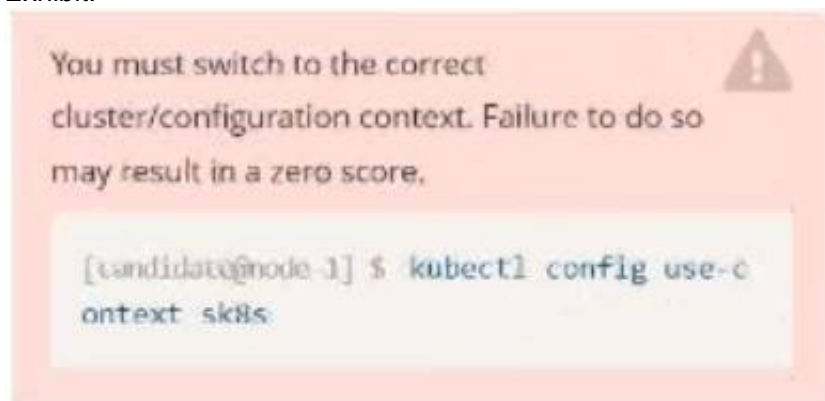 You must switch to the correct
cluster/configuration context. Failure to do so
may result in a zero score.
[candidate@node-1] $ kubectl config use-c
ontext sk8s